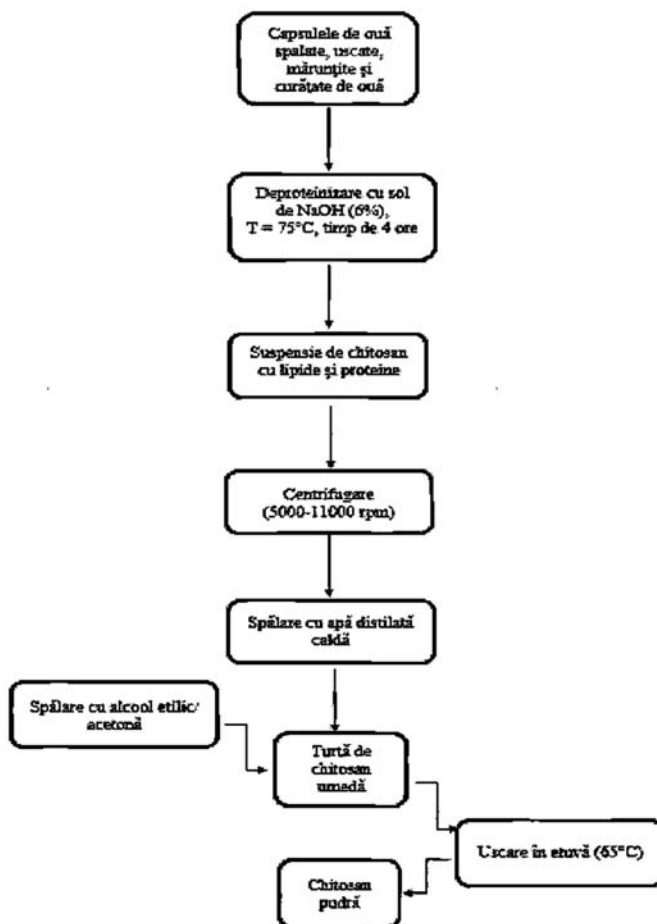 Capsulele de ouă
spalate, uscate,
mărunțite și
curățate de ouă
Deproteinizare cu sol
de NaOH (6%),
T = 75°C, timp de 4 ore
Suspensie de chitosan
cu lipide și proteine
Centrifugare
(5000-11000 rpm)
Spălare cu apă distilată
caldă
Spălare cu alcool etilic/
acetonă
Turtă de
chitosan
umedă
Uscare în etuvă (65°C)
Chitosan
pudră